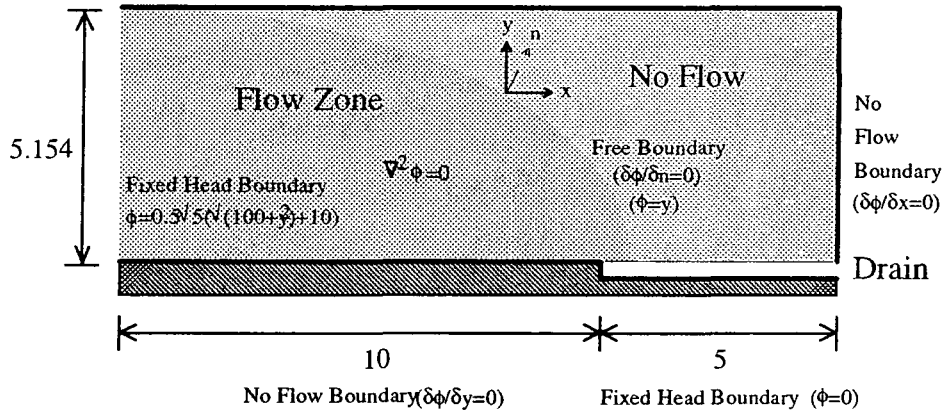 y
n
x
Flow Zone
No Flow
5.154
∇²φ=0
Free Boundary
(δφ/δn=0)
(φ=y)
Fixed Head Boundary
φ=0.5√5(√(100+y²)+10)
No
Flow
Boundary
(δφ/δx=0)
Drain
10
5
No Flow Boundary(δφ/δy=0)
Fixed Head Boundary (φ=0)